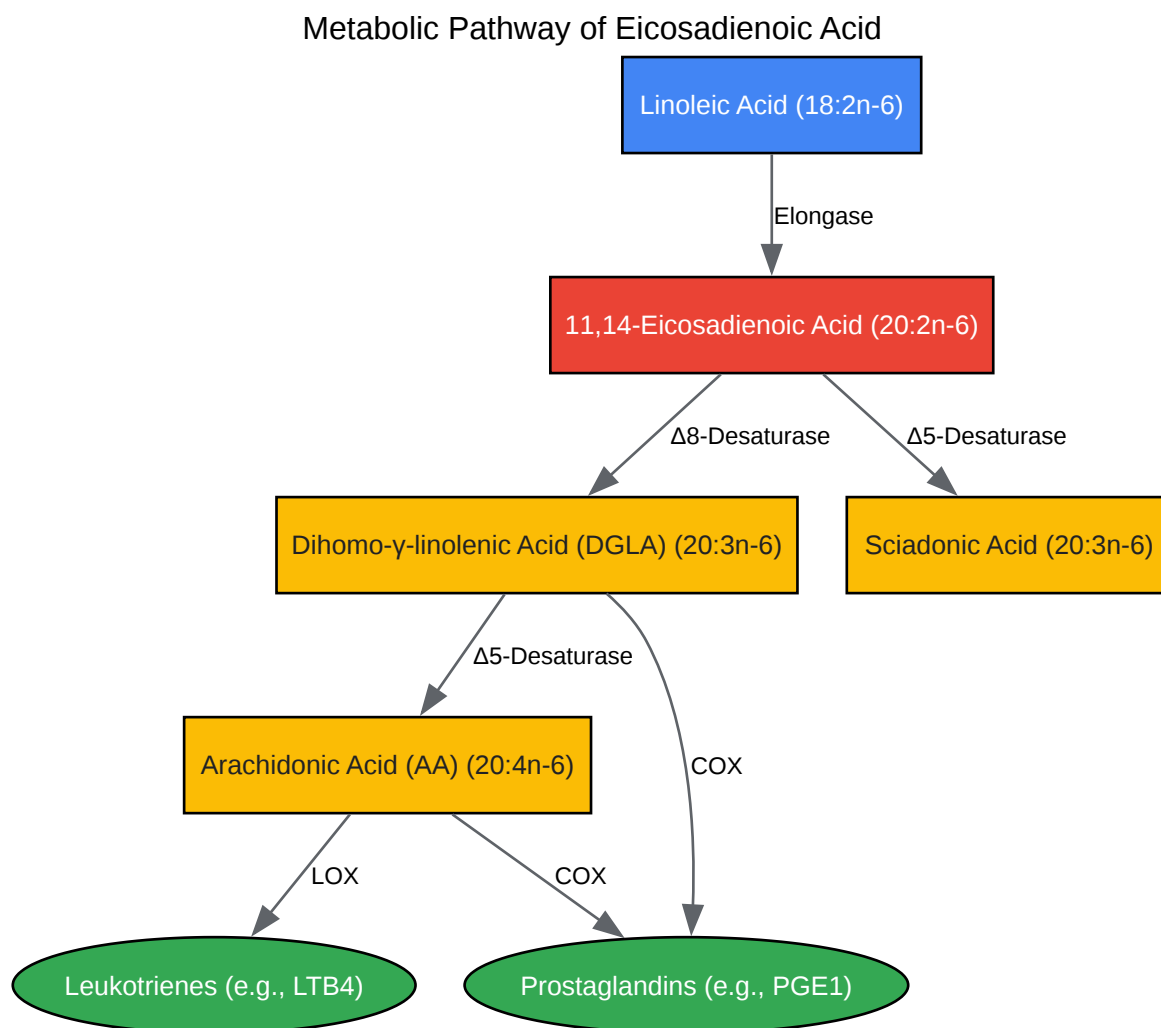 Metabolic Pathway of Eicosadienoic Acid
Linoleic Acid (18:2n-6)
Elongase
11,14-Eicosadienoic Acid (20:2n-6)
Δ8-Desaturase
Δ5-Desaturase
Dihomo-γ-linolenic Acid (DGLA) (20:3n-6)
Sciadonic Acid (20:3n-6)
Δ5-Desaturase
Arachidonic Acid (AA) (20:4n-6)
COX
LOX
COX
Leukotrienes (e.g., LTB4)
Prostaglandins (e.g., PGE1)